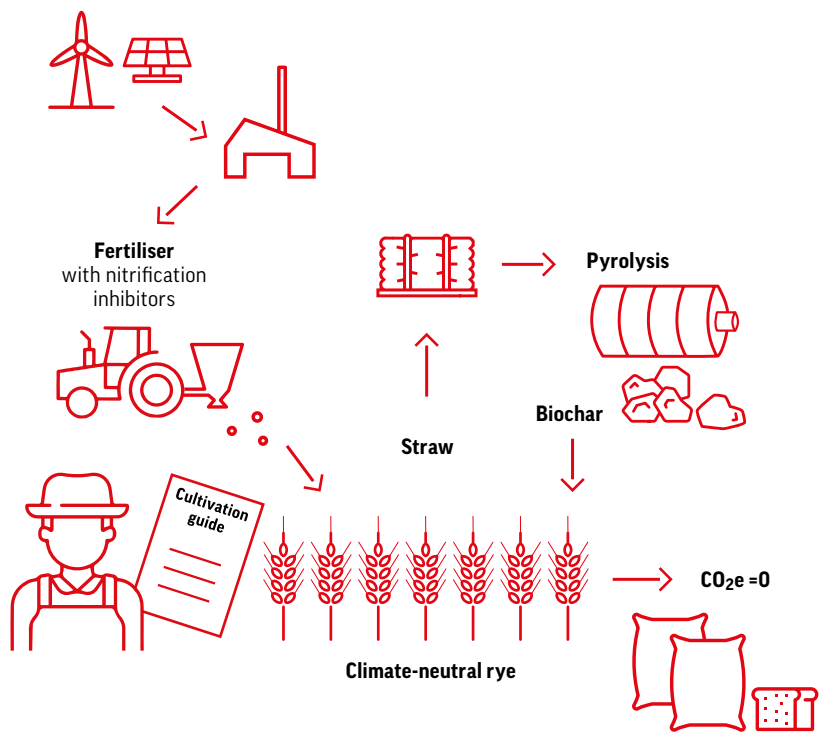 Fertiliser
with nitrification
inhibitors
Pyrolysis
Biochar
Straw
Cultivation
guide
CO₂e =0
Climate-neutral rye